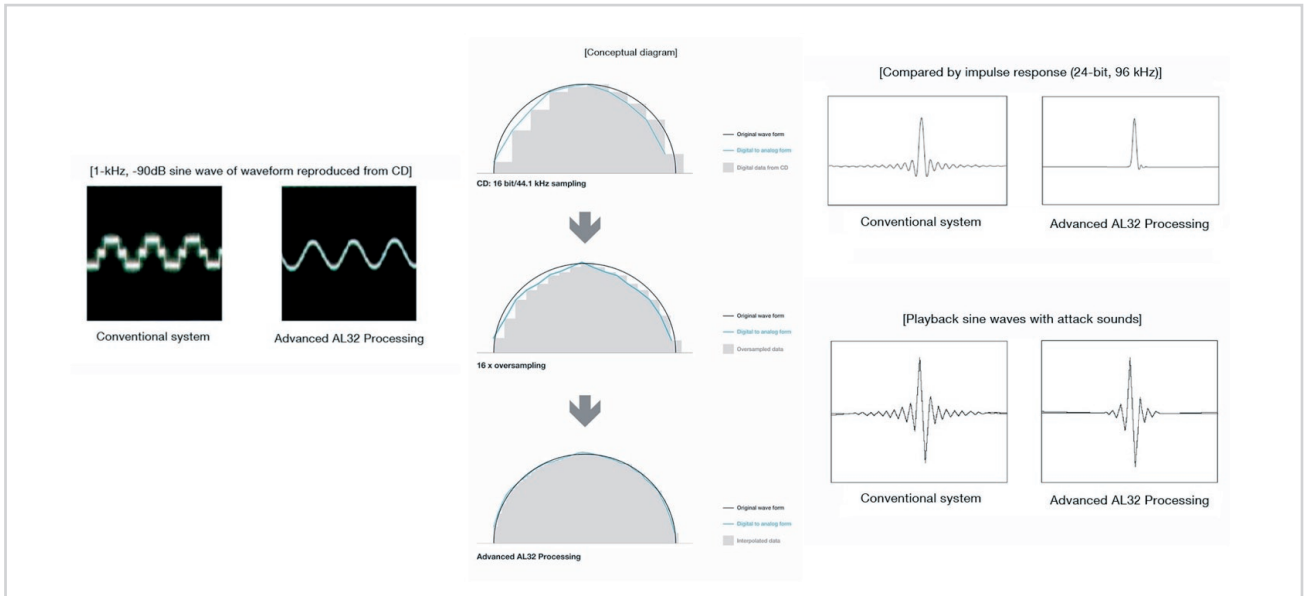 [1-kHz, -90dB sine wave of waveform reproduced from CD]
Conventional system
Advanced AL32 Processing
[Conceptual diagram]
Original wave form
Digital to analog form
Digital data from CD
CD: 16 bit/44.1 kHz sampling
Original wave form
Digital to analog form
Oversampled data
16 x oversampling
Original wave form
Digital to analog form
Interpolated data
Advanced AL32 Processing
[Compared by impulse response (24-bit, 96 kHz)]
Conventional system
Advanced AL32 Processing
[Playback sine waves with attack sounds]
Conventional system
Advanced AL32 Processing